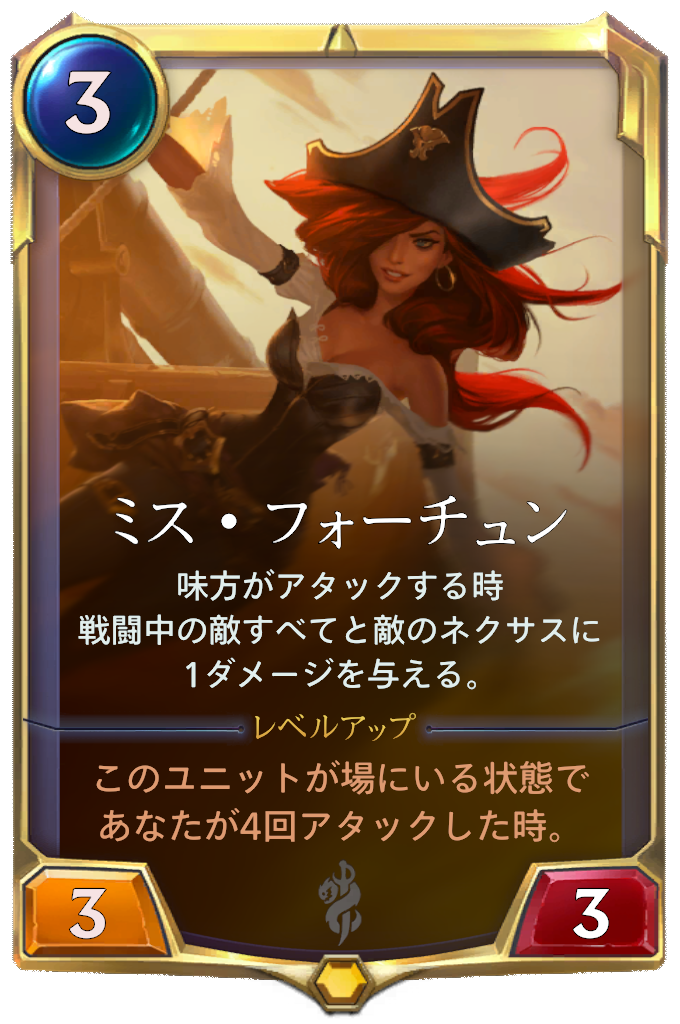 3
ミス・フォーチュン
味方がアタックする時
戦闘中の敵すべてと敵のネクサスに
1ダメージを与える。
レベルアップ
このユニットが場にいる状態で
あなたが4回アタックした時。
3
3